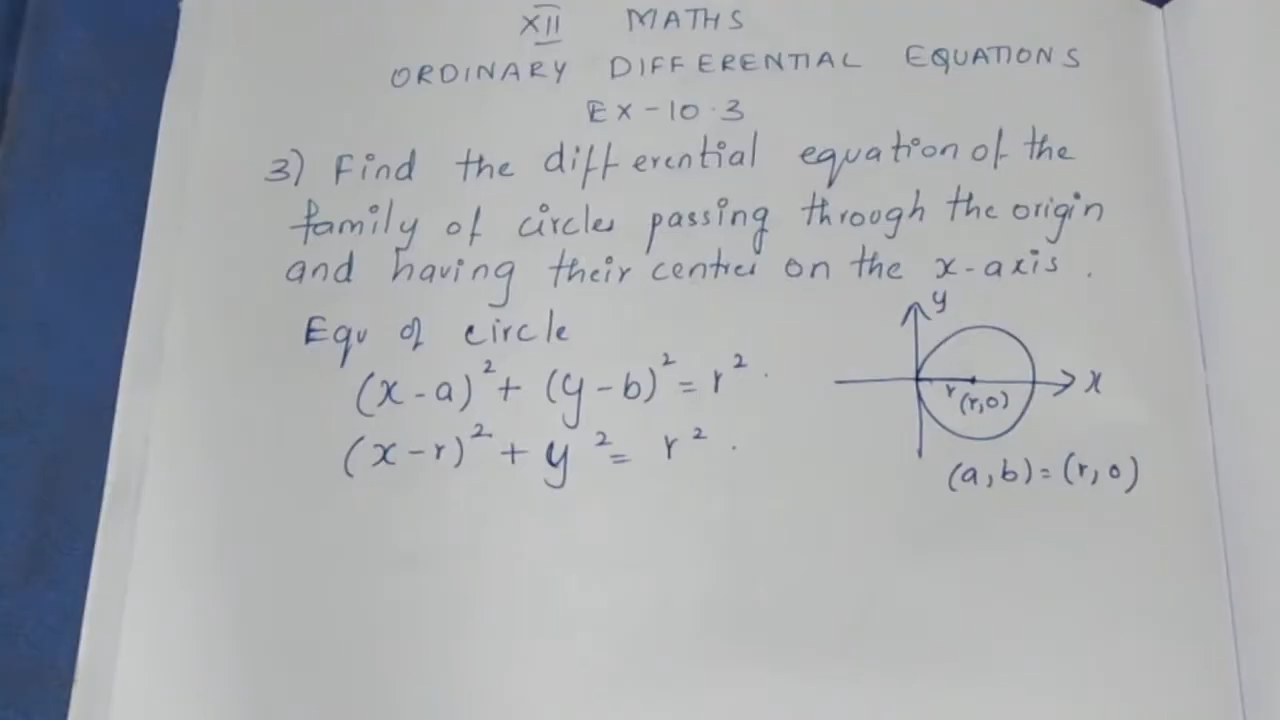 XII MATHS
ORDINARY DIFFERENTIAL EQUATIONS
EX-10.3
3) Find the differential equation of the
family of circles passing through the origin
and having their centres on the x-axis.
Equ of circle
(x-a)² + (y-b)² = r².
(x-r)² + y² = r².
y
x
r
(r,0)
(a,b) = (r,0)